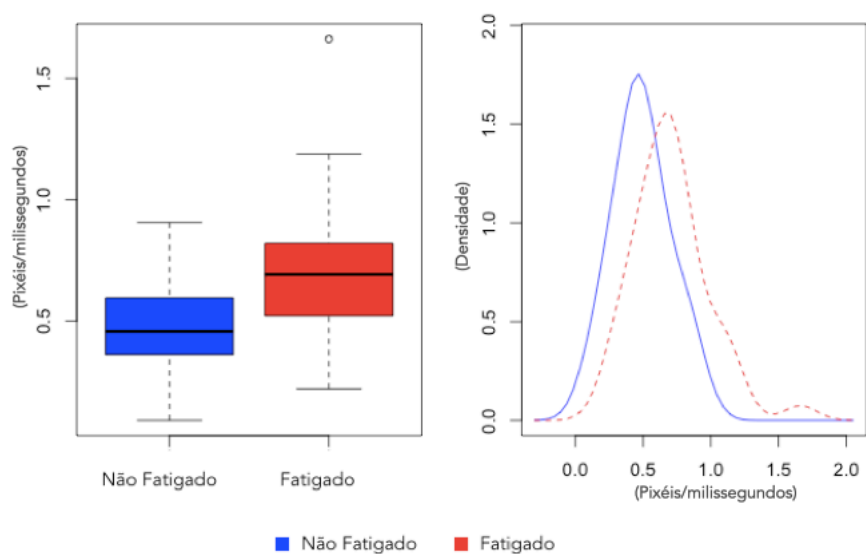 (Pixéis/milissegundos)
1.5
1.0
0.5
Não Fatigado
Fatigado
(Densidade)
2.0
1.5
1.0
0.5
0.0
0.0 0.5 1.0 1.5 2.0
(Pixéis/milissegundos)
Não Fatigado Fatigado